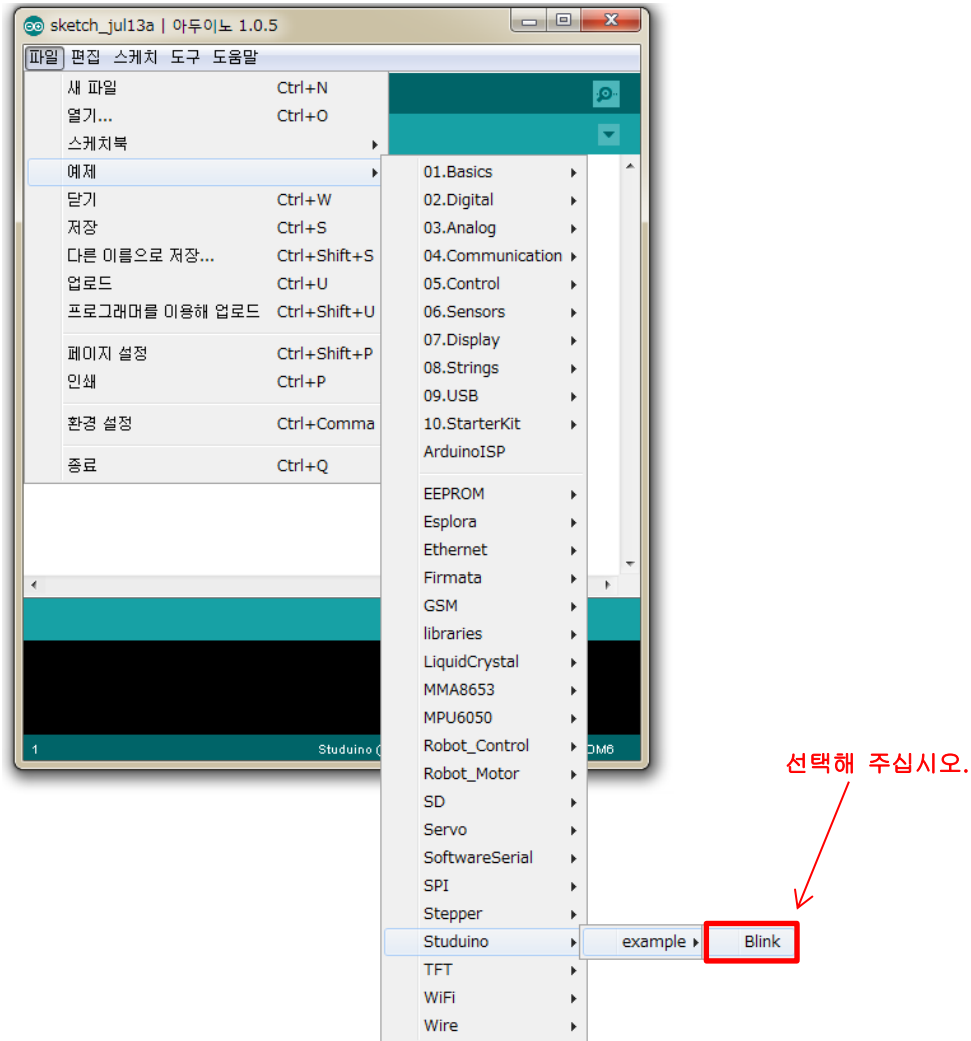 sketch_jul13a | 아두이노 1.0.5
파일 편집 스케치 도구 도움말
새 파일 Ctrl+N
열기... Ctrl+O
스케치북
예제
닫기 Ctrl+W
저장 Ctrl+S
다른 이름으로 저장... Ctrl+Shift+S
업로드 Ctrl+U
프로그래머를 이용해 업로드 Ctrl+Shift+U
페이지 설정 Ctrl+Shift+P
인쇄 Ctrl+P
환경 설정 Ctrl+Comma
종료 Ctrl+Q
01.Basics
02.Digital
03.Analog
04.Communication
05.Control
06.Sensors
07.Display
08.Strings
09.USB
10.StarterKit
ArduinoISP
EEPROM
Esplora
Ethernet
Firmata
GSM
libraries
LiquidCrystal
MMA8653
MPU6050
Robot_Control
Robot_Motor
SD
Servo
SoftwareSerial
SPI
Stepper
Studuino
TFT
WiFi
Wire
example
Blink
1 Studuino (
선택해 주십시오.